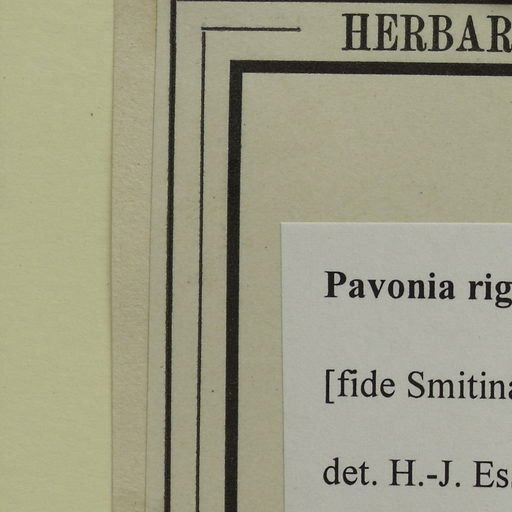 HERBAR
Pavonia rig
[fide Smitina
det. H.-J. Es